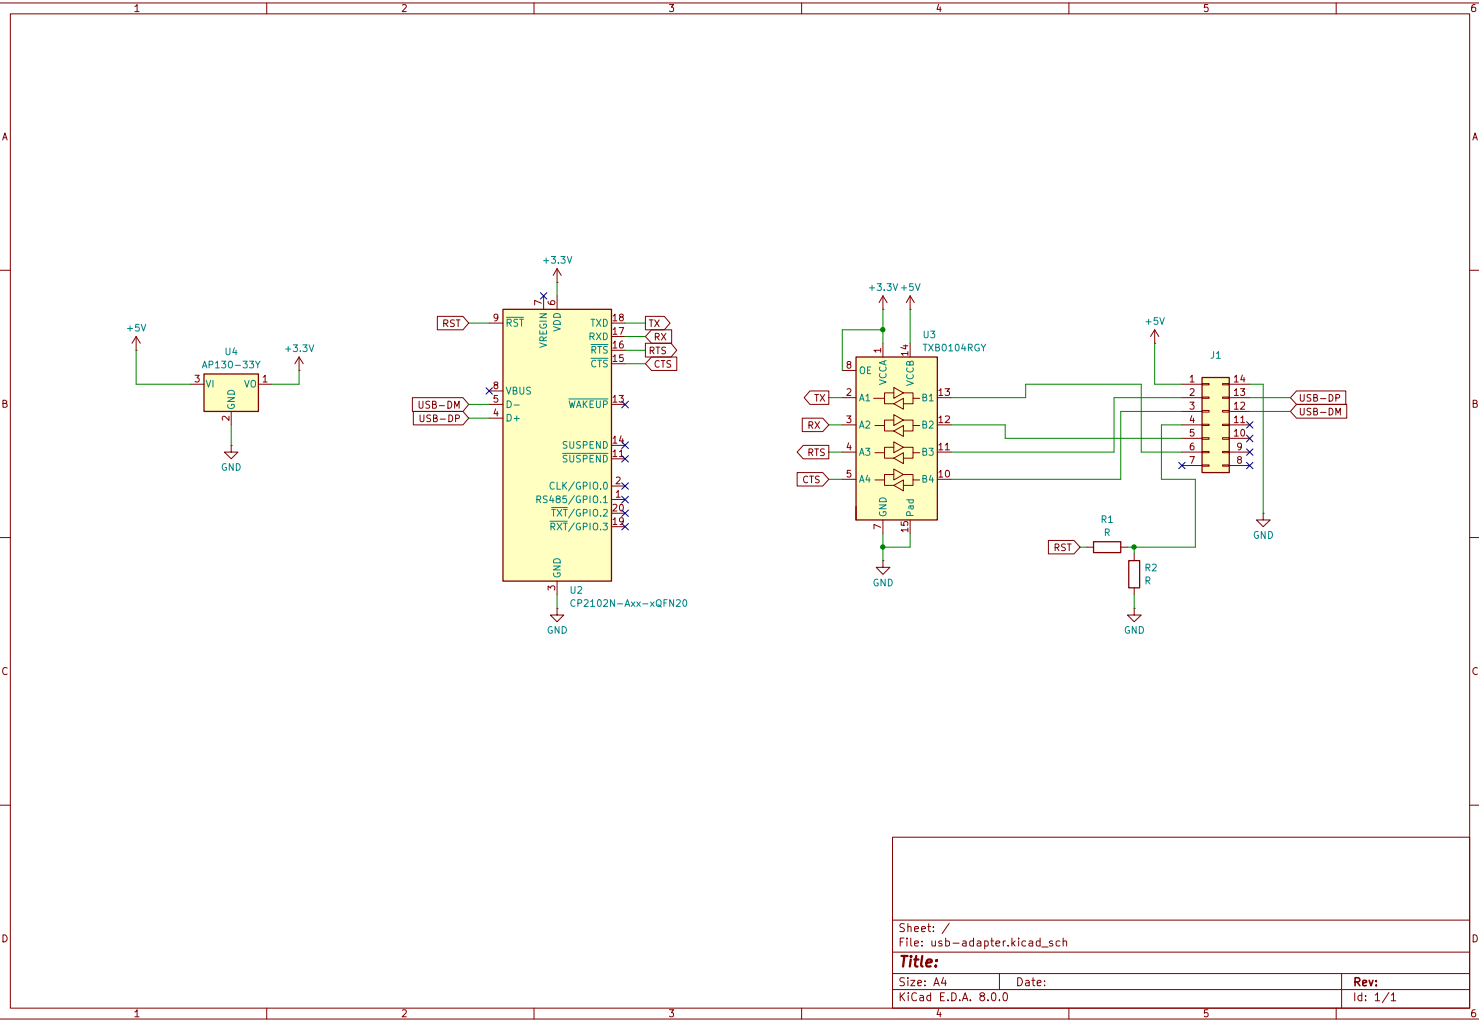 1 2 3 4 5 6
A A
B B
C C
D D
+5V
U4
AP130-33Y
+3.3V
3 VI VO 1
GND
2
GND
+3.3V
7 6
RST 9 RST
VREGIN
VDD
TXD 18 TX
RXD 17 RX
RTS 16 RTS
CTS 15 CTS
8 VBUS
USB-DM 5 D-
USB-DP 4 D+
WAKEUP 13
SUSPEND 14
SUSPEND 11
CLK/GPIO.0 2
RS485/GPIO.1 1
TXT/GPIO.2 20
RXT/GPIO.3 19
GND
3
U2
CP2102N-Axx-xQFN20
GND
+3.3V +5V
U3
TXB0104RGY
1 14
8 OE
VCCA VCCB
TX 2 A1 B1 13
RX 3 A2 B2 12
RTS 4 A3 B3 11
CTS 5 A4 B4 10
GND Pad
7 15
GND
+5V
J1
1 14
2 13 USB-DP
3 12 USB-DM
4 11
5 10
6 9
7 8
GND
R1
R
RST
R2
R
GND
Sheet: /
File: usb-adapter.kicad_sch
Title:
Size: A4 Date: Rev:
KiCad E.D.A. 8.0.0 Id: 1/1
1 2 3 4 5 6